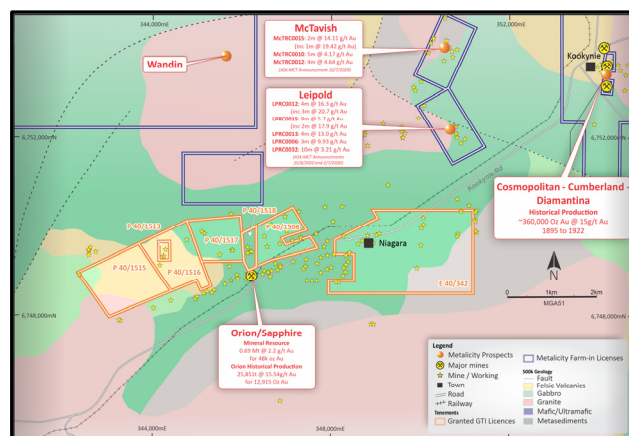 344,000mE
352,000mE
McTavish
McTRC0015: 2m @ 14.11 g/t Au
(Inc 1m @ 19.42 g/t Au)
McTRC0010: 5m @ 4.17 g/t Au
McTRC0012: 4m @ 4.64 g/t Au
Wandin
Kookynie
Leipold
LPRC0012: 4m @ 16.3 g/t Au
(inc 3m @ 20.7 g/t Au)
(inc 2m @ 17.9 g/t Au)
LPRC0013: 4m @ 13.0 g/t Au
LPRC0006: 3m @ 9.93 g/t Au
LPRC0032: 10m @ 3.21 g/t Au
6,752,000mN
6,752,000mN
Kookynie Rd
Cosmopolitan - Cumberland -
Diamantina
Historical Production
~360,000 Oz Au @ 15g/t Au
1895 to 1922
P 40/1513
P 40/1518
P 40/1506
P 40/1517
P 40/1515
P 40/1516
Niagara
E 40/342
N
0 1km 2km
MGA51
6,748,000mN
6,748,000mN
Orion/Sapphire
Mineral Resource
0.69 Mt @ 2.2 g/t Au
for 48k oz Au
Orion Historical Production
25,851t @ 15.54g/t Au
for 12,915 Oz Au
Legend
Metalicity Prospects
Major mines
Mine / Working
Town
Road
Railway
Tenements
Granted GTI Licences
Metalicity Farm-in Licenses
500k Geology
Fault
Felsic Volcanics
Gabbro
Granite
Mafic/Ultramafic
Metasediments
344,000mE
348,000mE